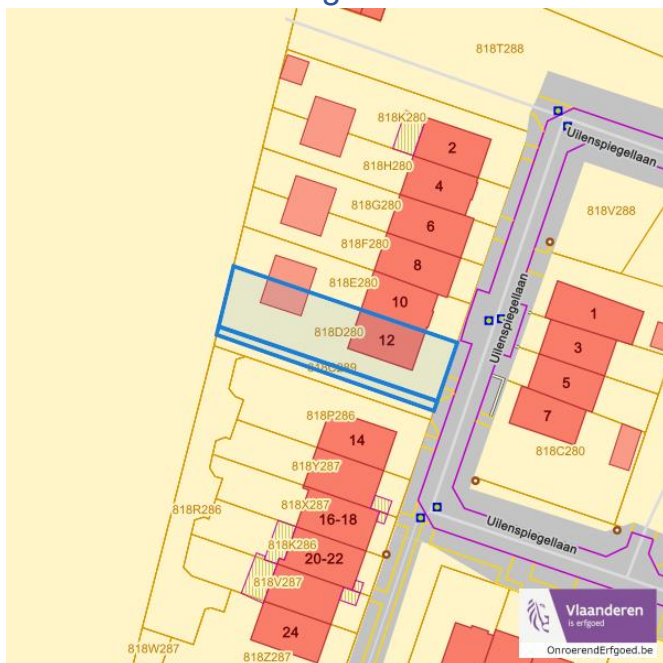 818T288
818K280
2
Uilenspiegellaan
818H280
4
818G280
6
818V288
818F280
8
818E280
10
Uilenspiegellaan
1
818D280
12
3
5
7
818P286
14
818C280
818Y287
818X287
818R286
16-18
Uilenspiegellaan
818K286
20-22
818V287
24
818W287
818Z287
Vlaanderen
is erfgoed
OnroerendErfgoed.be